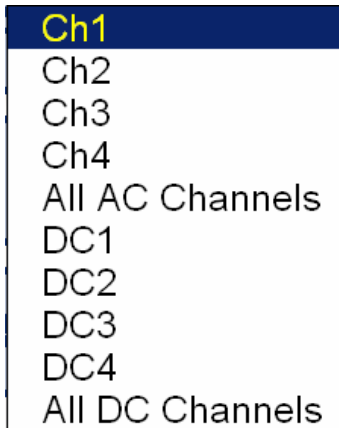 Ch1
Ch2
Ch3
Ch4
All AC Channels
DC1
DC2
DC3
DC4
All DC Channels